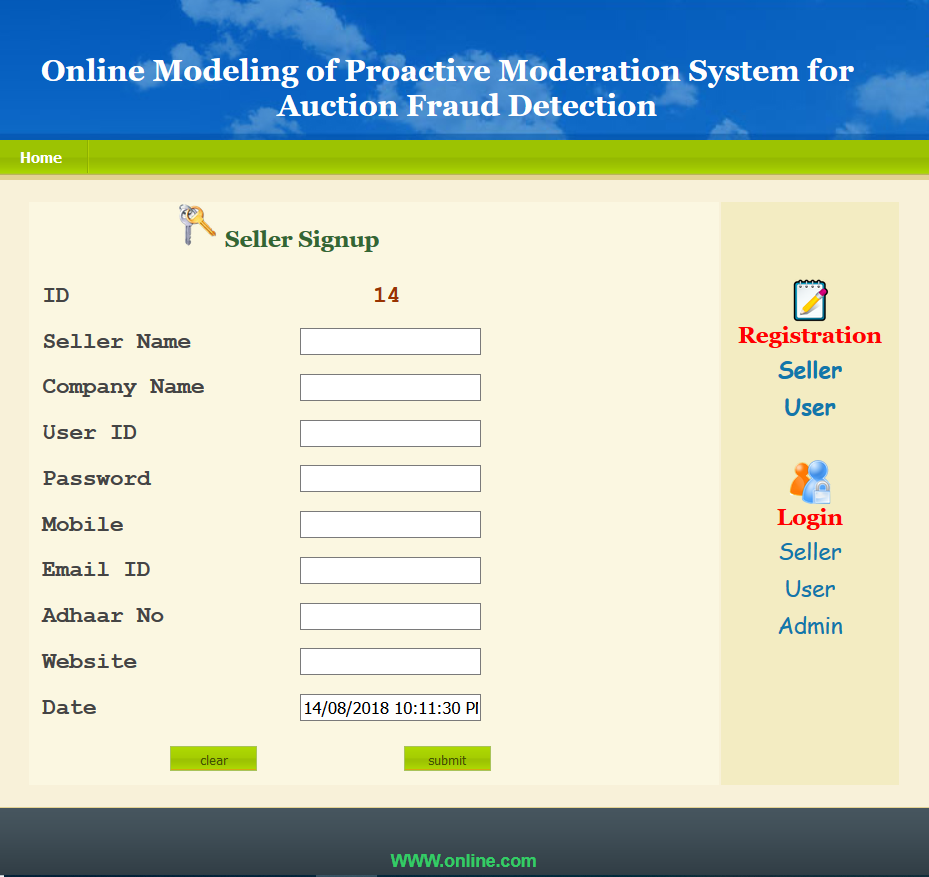 Online Modeling of Proactive Moderation System for
Auction Fraud Detection
Home
Seller Signup
ID 14
Seller Name
Company Name
User ID
Password
Mobile
Email ID
Adhaar No
Website
Date 14/08/2018 10:11:30 Pl
clear submit
Registration
Seller
User
Login
Seller
User
Admin
WWW.online.com